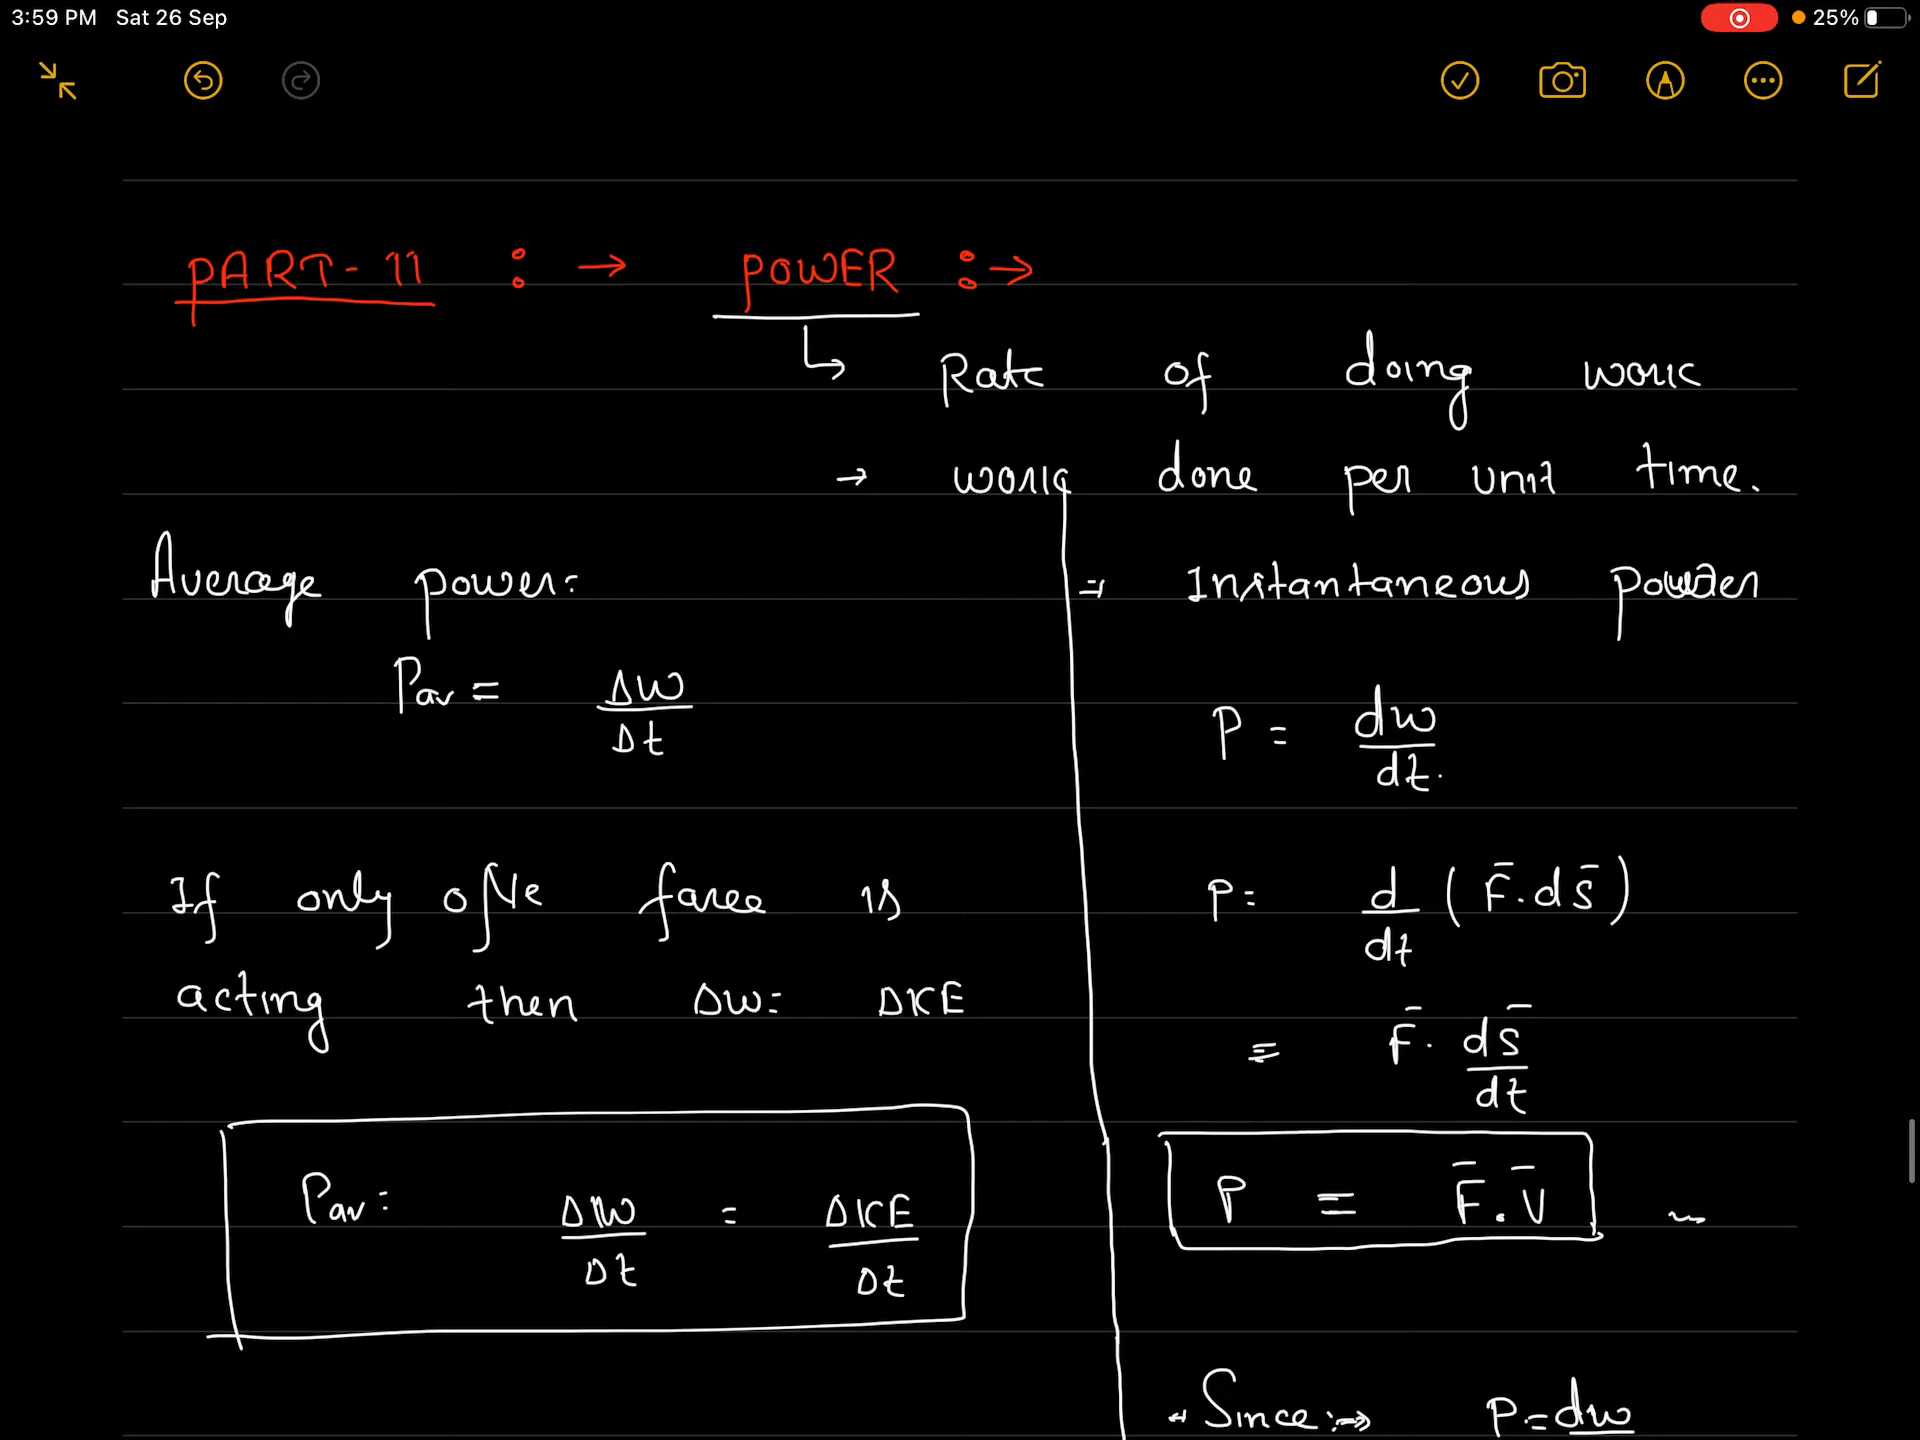 3:59 PM Sat 26 Sep
25%
PART-11 : → POWER :→
↳ Rate of doing work
→ work done per unit time.
Average power:
Pav = ΔW/Δt
If only one force is
acting then ΔW = ΔKE
Pav = ΔW/Δt = ΔKE/Δt
⇒ Instantaneous power
P = dw/dt.
P = d/dt (F̄.ds̄)
= F̄. ds̄/dt
P = F̄.v̄
Since :→ P = dw